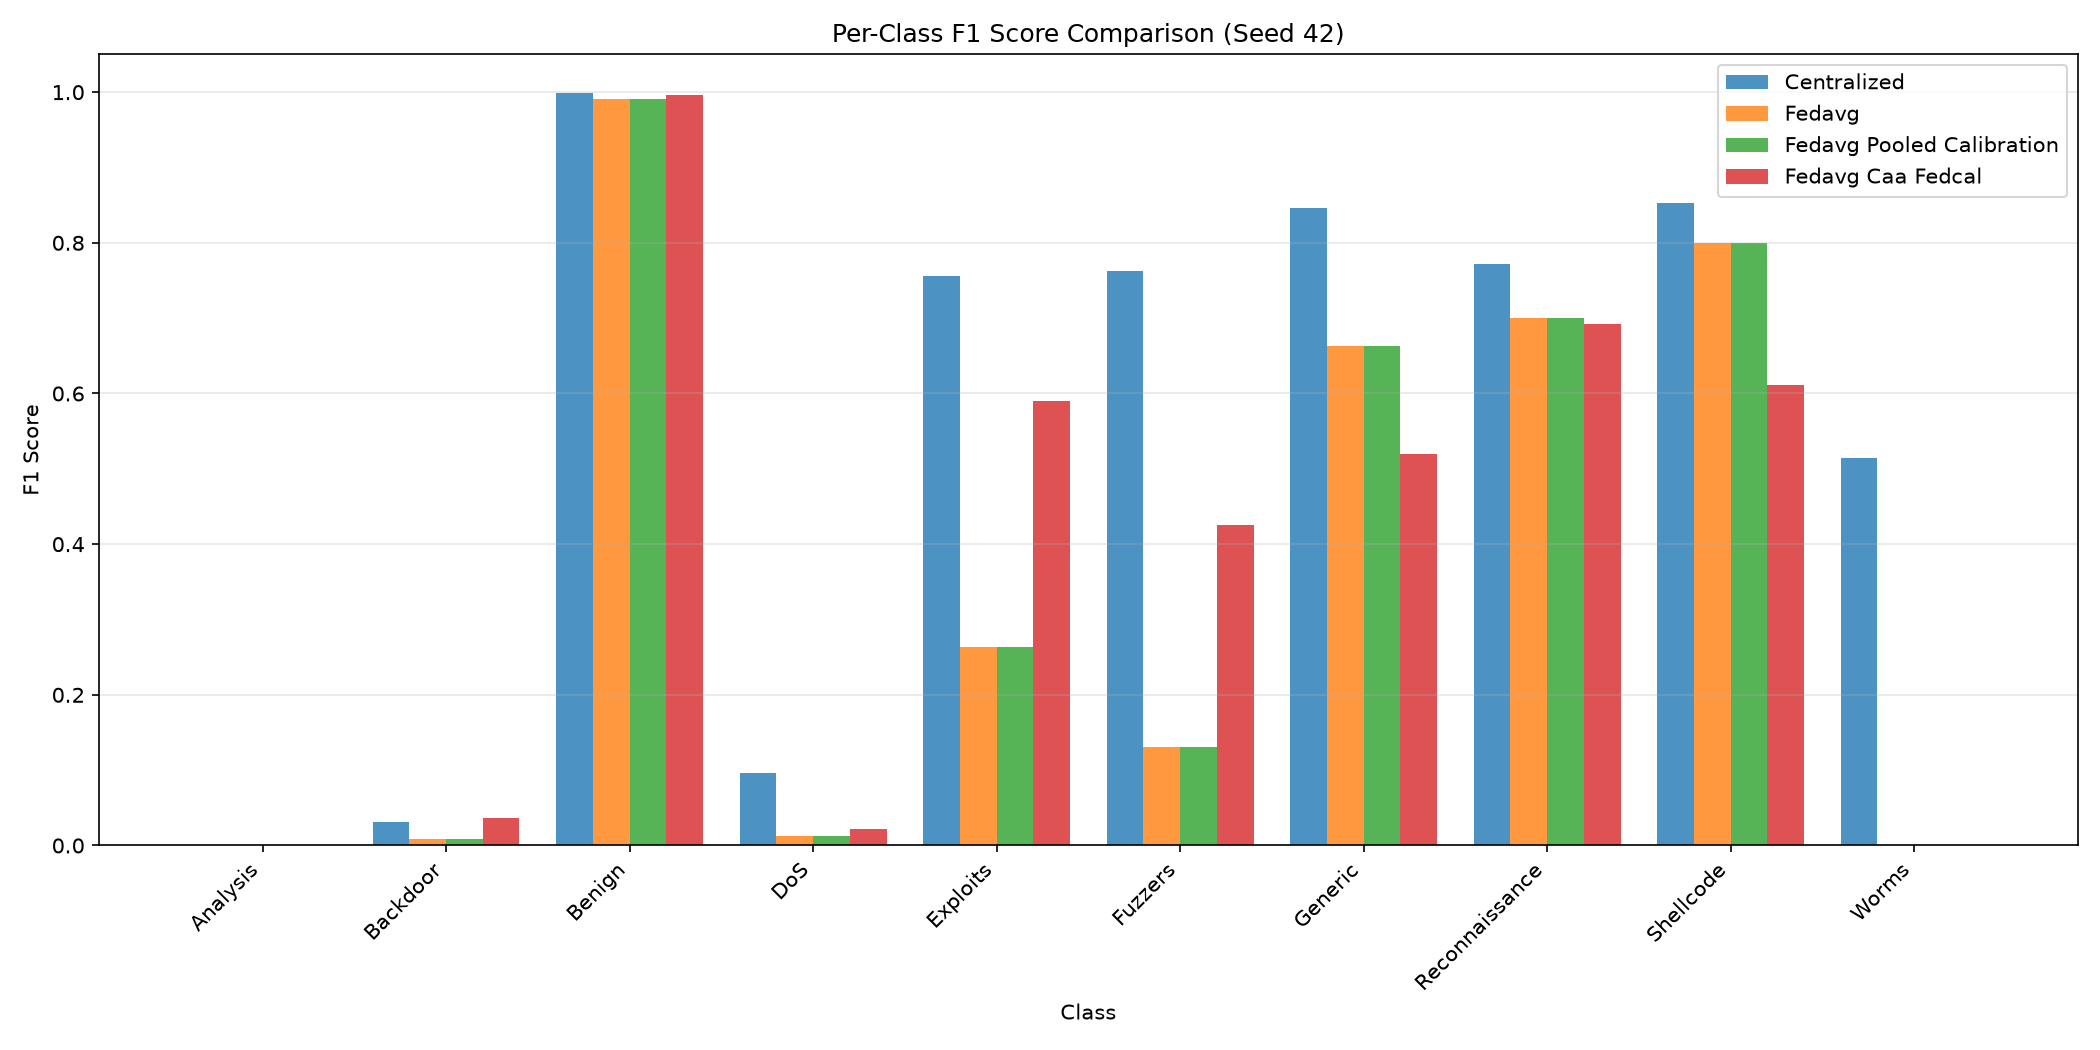 Per-Class F1 Score Comparison (Seed 42)
Centralized
Fedavg
Fedavg Pooled Calibration
Fedavg Caa Fedcal
1.0
0.8
0.6
0.4
0.2
0.0
F1 Score
Analysis
Backdoor
Benign
DoS
Exploits
Fuzzers
Generic
Reconnaissance
Shellcode
Worms
Class